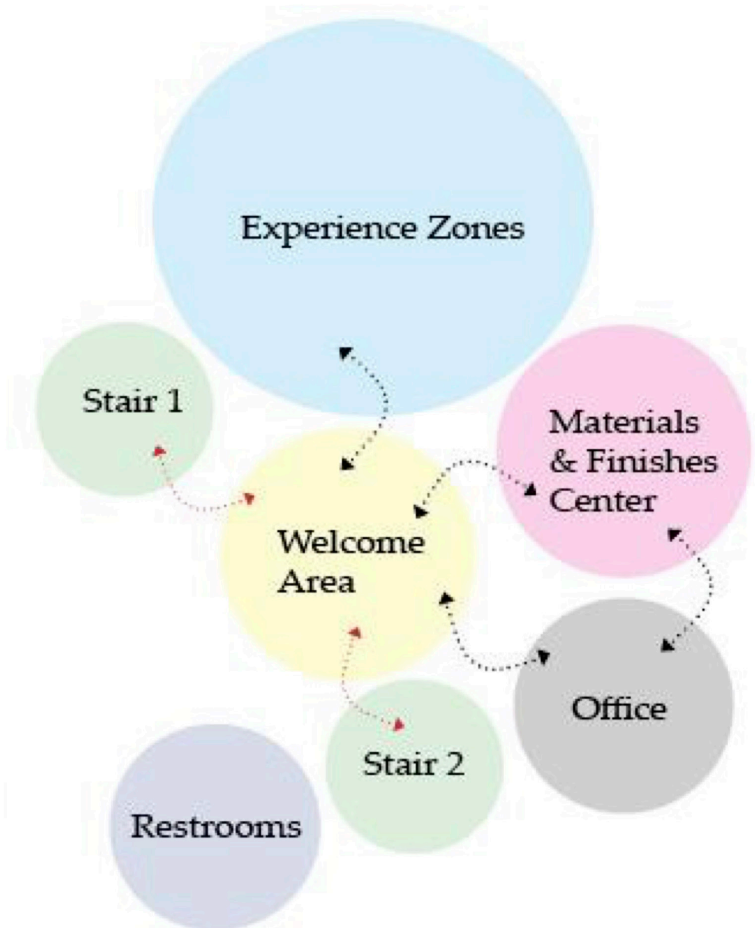 Experience Zones
Stair 1
Materials
& Finishes
Center
Welcome
Area
Office
Stair 2
Restrooms